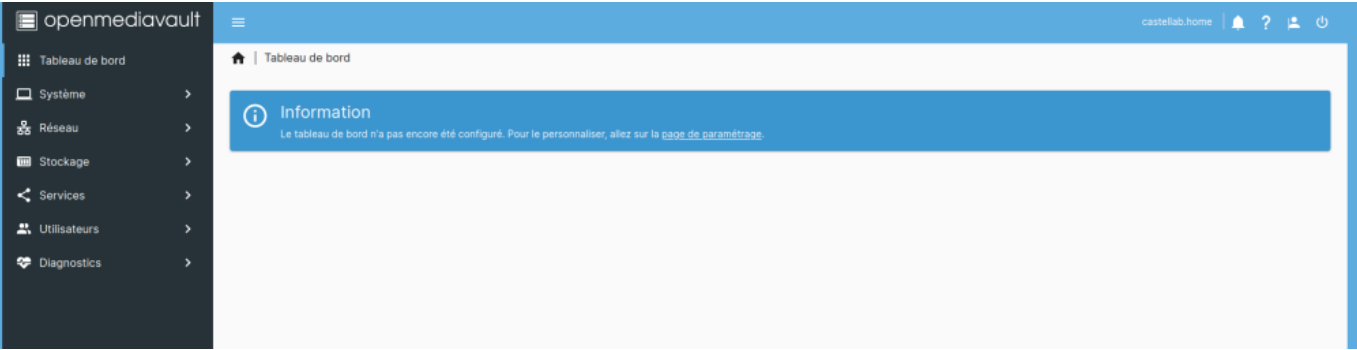 openmediavault
castellab.home
?
Tableau de bord
Tableau de bord
Système
Réseau
Stockage
Services
Utilisateurs
Diagnostics
Information
Le tableau de bord n'a pas encore été configuré. Pour le personnaliser, allez sur la page de paramétrage.